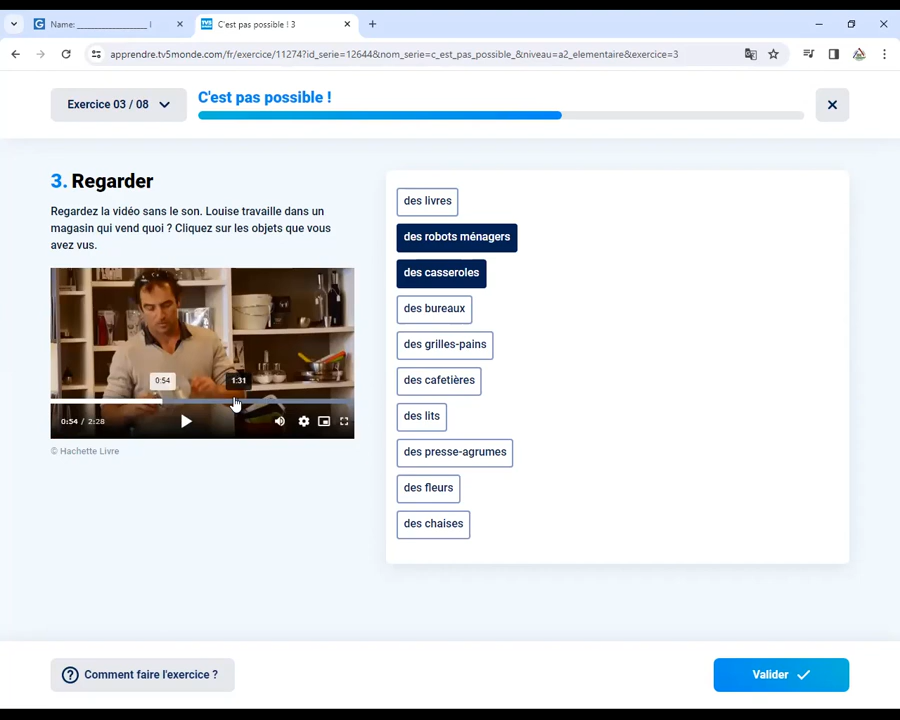 Name: ____________________ I
C'est pas possible ! 3
apprendre.tv5monde.com/fr/exercice/11274?id_serie=12644&nom_serie=c_est_pas_possible_&niveau=a2_elementaire&exercice=3
Exercice 03 / 08
C'est pas possible !
3. Regarder
Regardez la vidéo sans le son. Louise travaille dans un
magasin qui vend quoi ? Cliquez sur les objets que vous
avez vus.
0:54
1:31
0:54 / 2:28
© Hachette Livre
des livres
des robots ménagers
des casseroles
des bureaux
des grilles-pains
des cafetières
des lits
des presse-agrumes
des fleurs
des chaises
Comment faire l'exercice ?
Valider